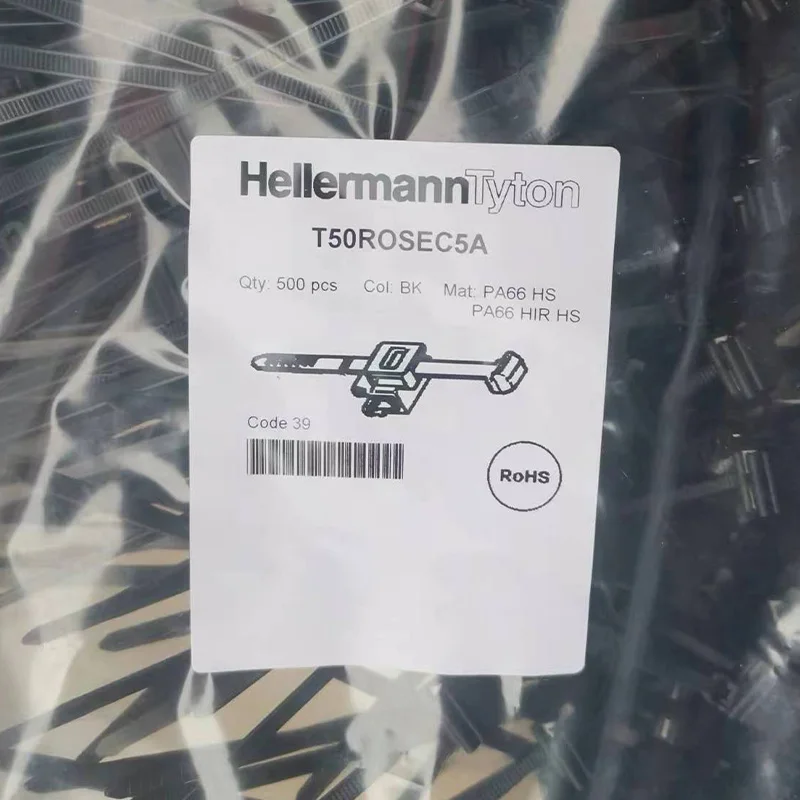 HellermannTyton
T50ROSEC5A
Qty: 500 pcs Col: BK Mat: PA66 HS
PA66 HIR HS
Code 39
RoHS